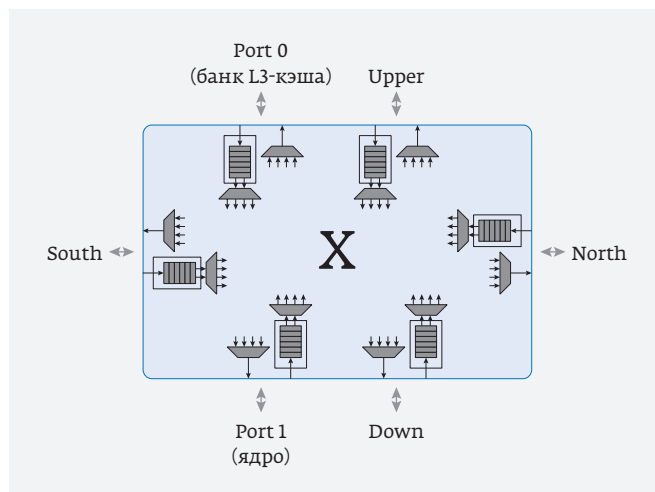 Port 0
(банк L3-кэша)
Upper
South
X
North
Port 1
(ядро)
Down